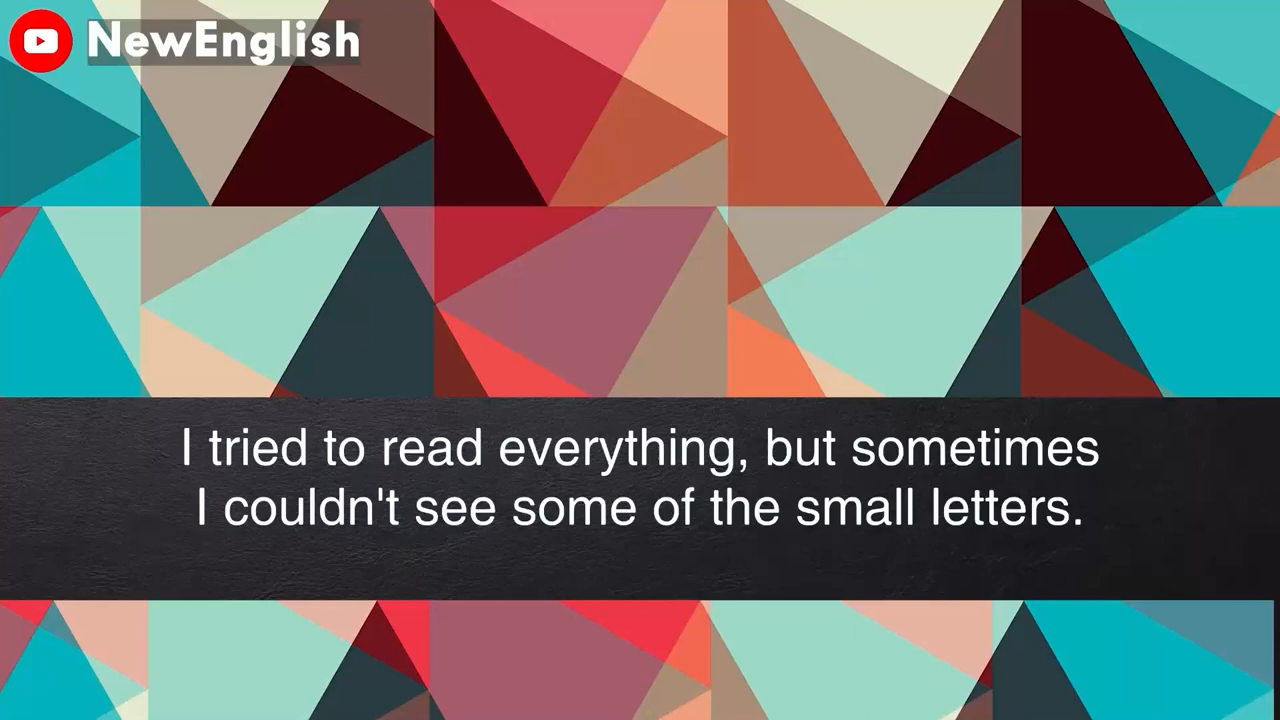 NewEnglish
I tried to read everything, but sometimes
I couldn't see some of the small letters.